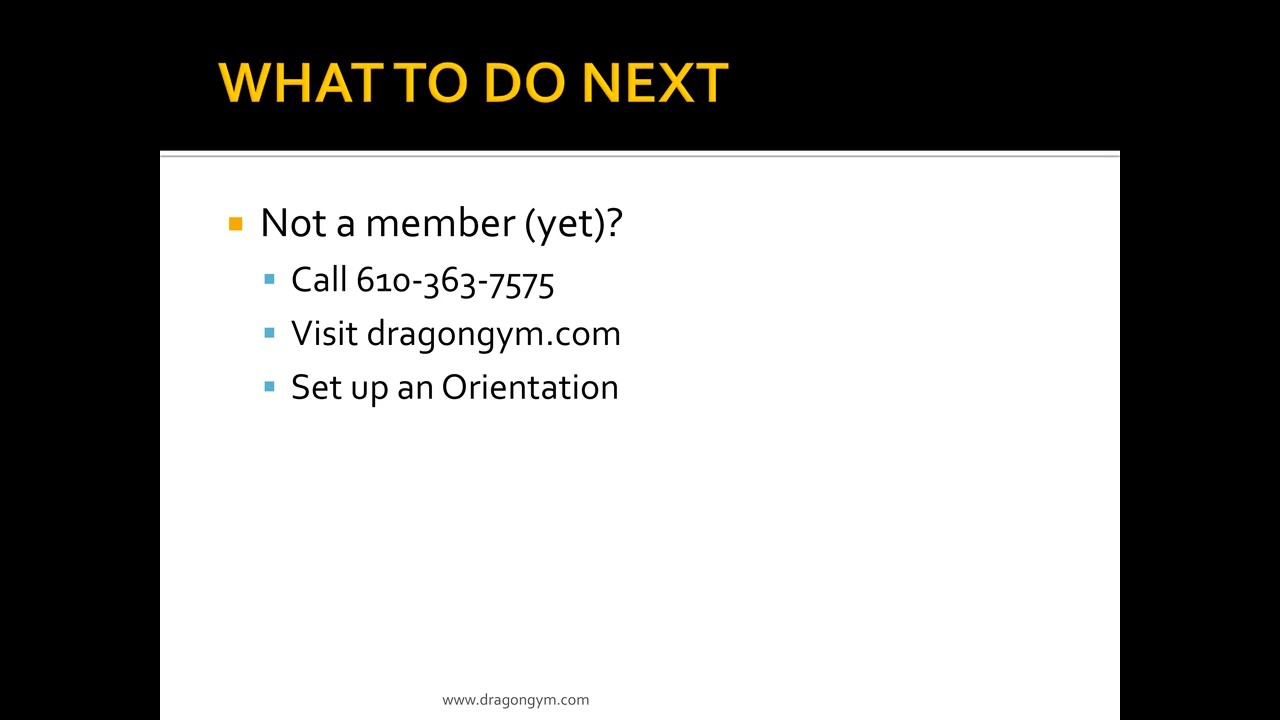 WHAT TO DO NEXT
Not a member (yet)?
Call 610-363-7575
Visit dragongym.com
Set up an Orientation
www.dragongym.com